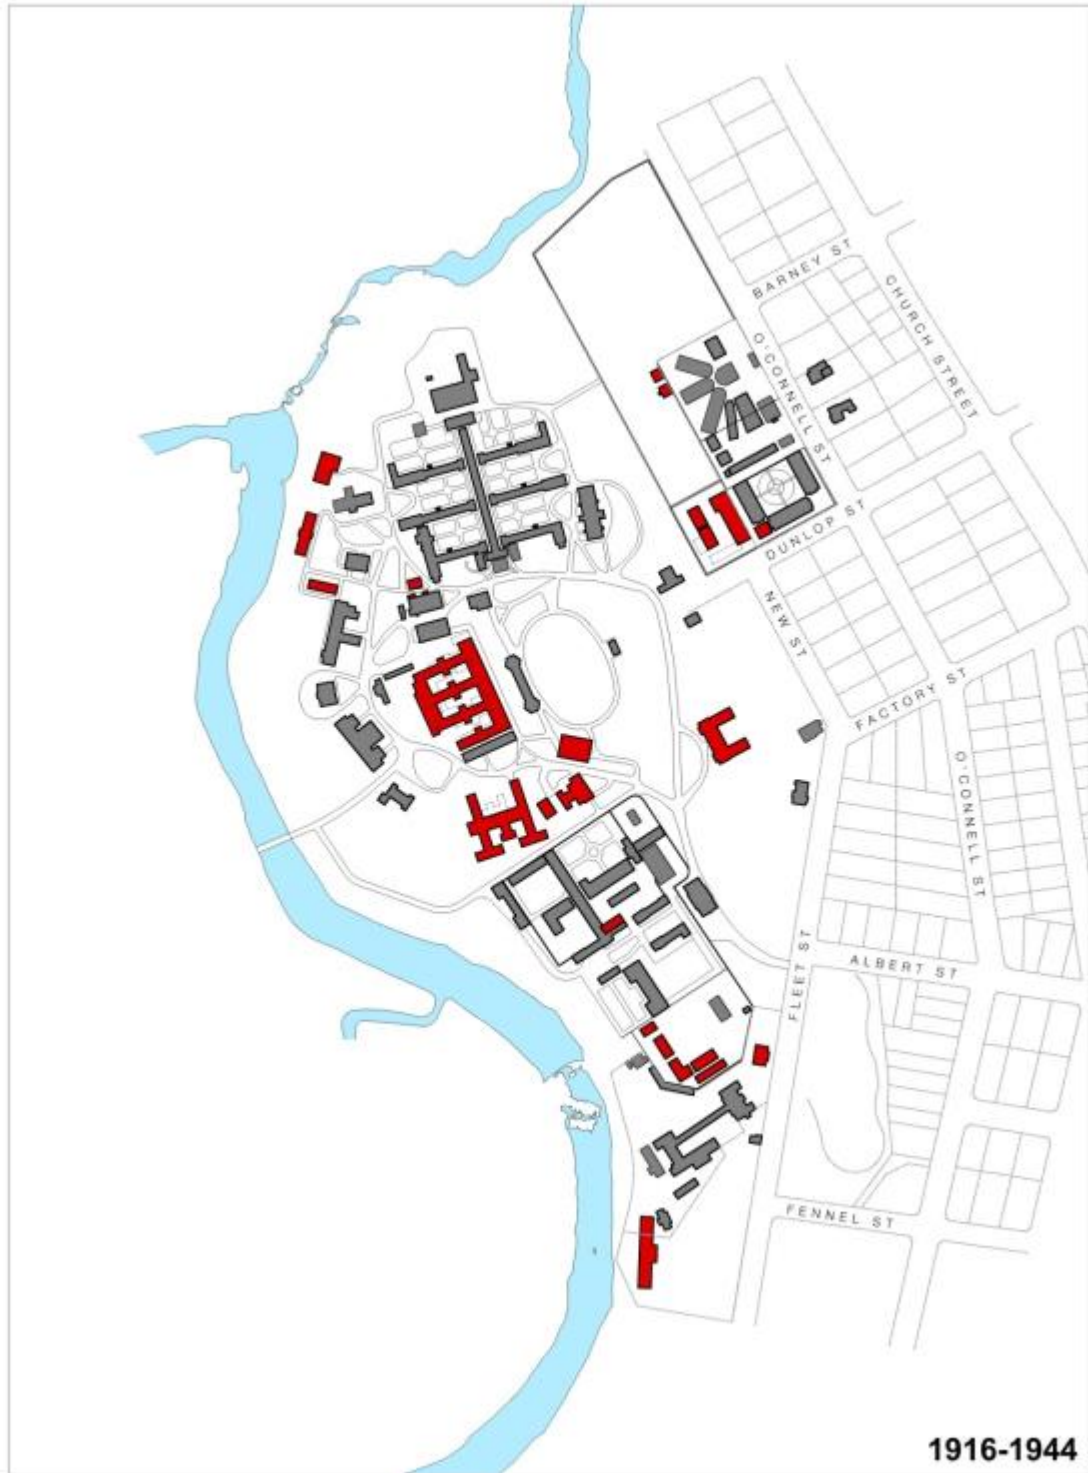 BARNEY ST
CHURCH STREET
O'CONNELL ST
DUNLOP ST
NEW ST
FACTORY ST
O'CONNELL ST
FLEET ST
ALBERT ST
FENNEL ST
1916-1944